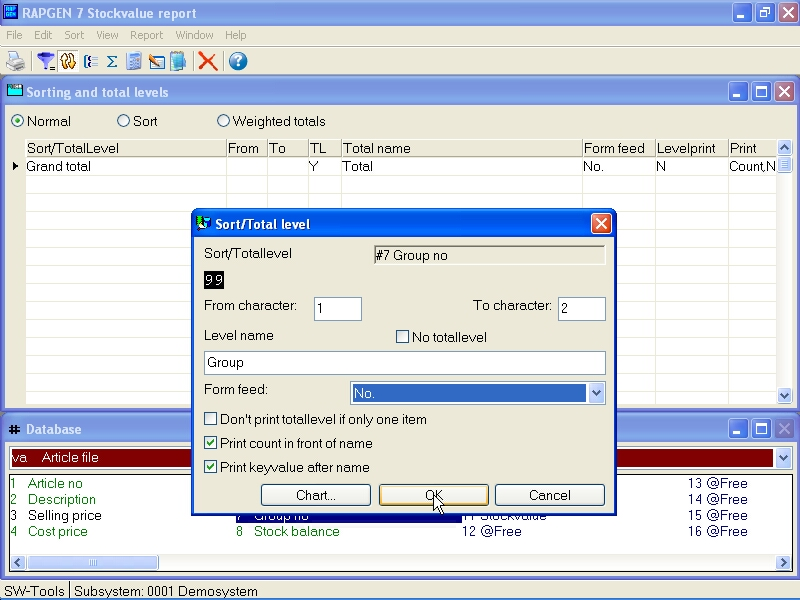 RAPGEN 7 Stockvalue report
File Edit Sort View Report Window Help
Sorting and total levels
Normal Sort Weighted totals
Sort/TotalLevel From To TL Total name Form feed Levelprint Print
Grand total Y Total No. N Count,N
Sort/Total level
Sort/Totallevel #7 Group no
99
From character: 1 To character: 2
Level name No totallevel
Group
Form feed: No.
Don't print totallevel if only one item
Print count in front of name
Print keyvalue after name
Chart... OK Cancel
Database
va Article file
1 Article no 13 @Free
2 Description 14 @Free
3 Selling price 7 Group no 11 Stockvalue 15 @Free
4 Cost price 8 Stock balance 12 @Free 16 @Free
SW-Tools Subsystem: 0001 Demosystem